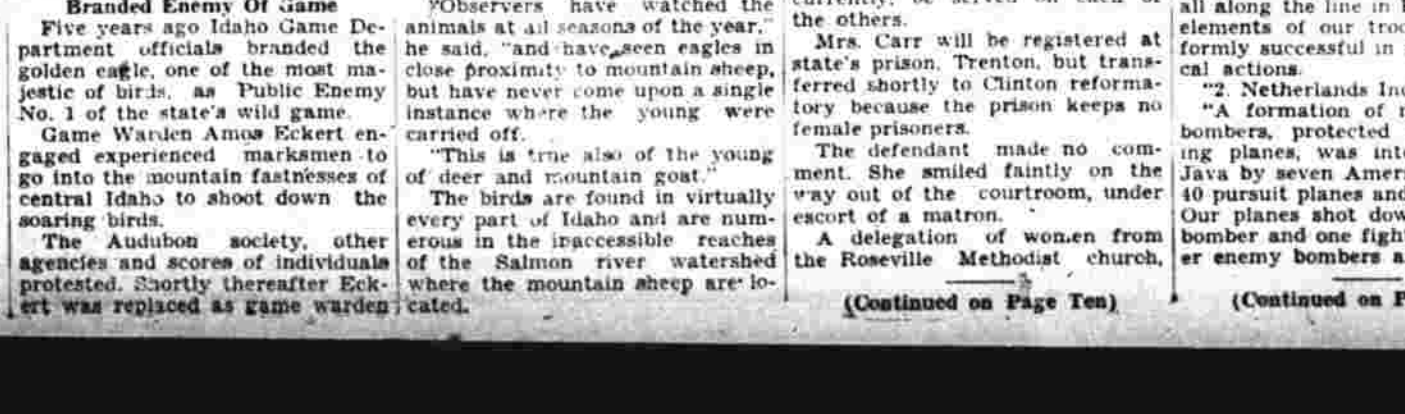 Branded Enemy Of Game
Five years ago Idaho Game De-
partment officials branded the
golden eagle, one of the most ma-
jestic of birds, as Public Enemy
No. 1 of the state's wild game.
Game Warden Amos Eckert en-
gaged experienced marksmen to
go into the mountain fastnesses of
central Idaho to shoot down the
soaring birds.
The Audubon society, other
agencies and scores of individuals
protested. Shortly thereafter Eck-
ert was replaced as game warden
"Observers have watched the
animals at all seasons of the year,"
he said, "and have seen eagles in
close proximity to mountain sheep,
but have never come upon a single
instance where the young were
carried off.
"This is true also of the young
of deer and mountain goat."
The birds are found in virtually
every part of Idaho and are num-
erous in the inaccessible reaches
of the Salmon river watershed
where the mountain sheep are lo-
cated.
the others.
Mrs. Carr will be registered at
state's prison, Trenton, but trans-
ferred shortly to Clinton reforma-
tory because the prison keeps no
female prisoners.
The defendant made no com-
ment. She smiled faintly on the
way out of the courtroom, under
escort of a matron.
A delegation of women from
the Roseville Methodist church,
(Continued on Page Ten)
all along the line in
elements of our
formly successful in
cal actions.
"2. Netherlands
"A formation of
bombers, protected
ing planes, was
Java by seven
40 pursuit planes and
Our planes shot
bomber and one
er enemy bombers
(Continued on